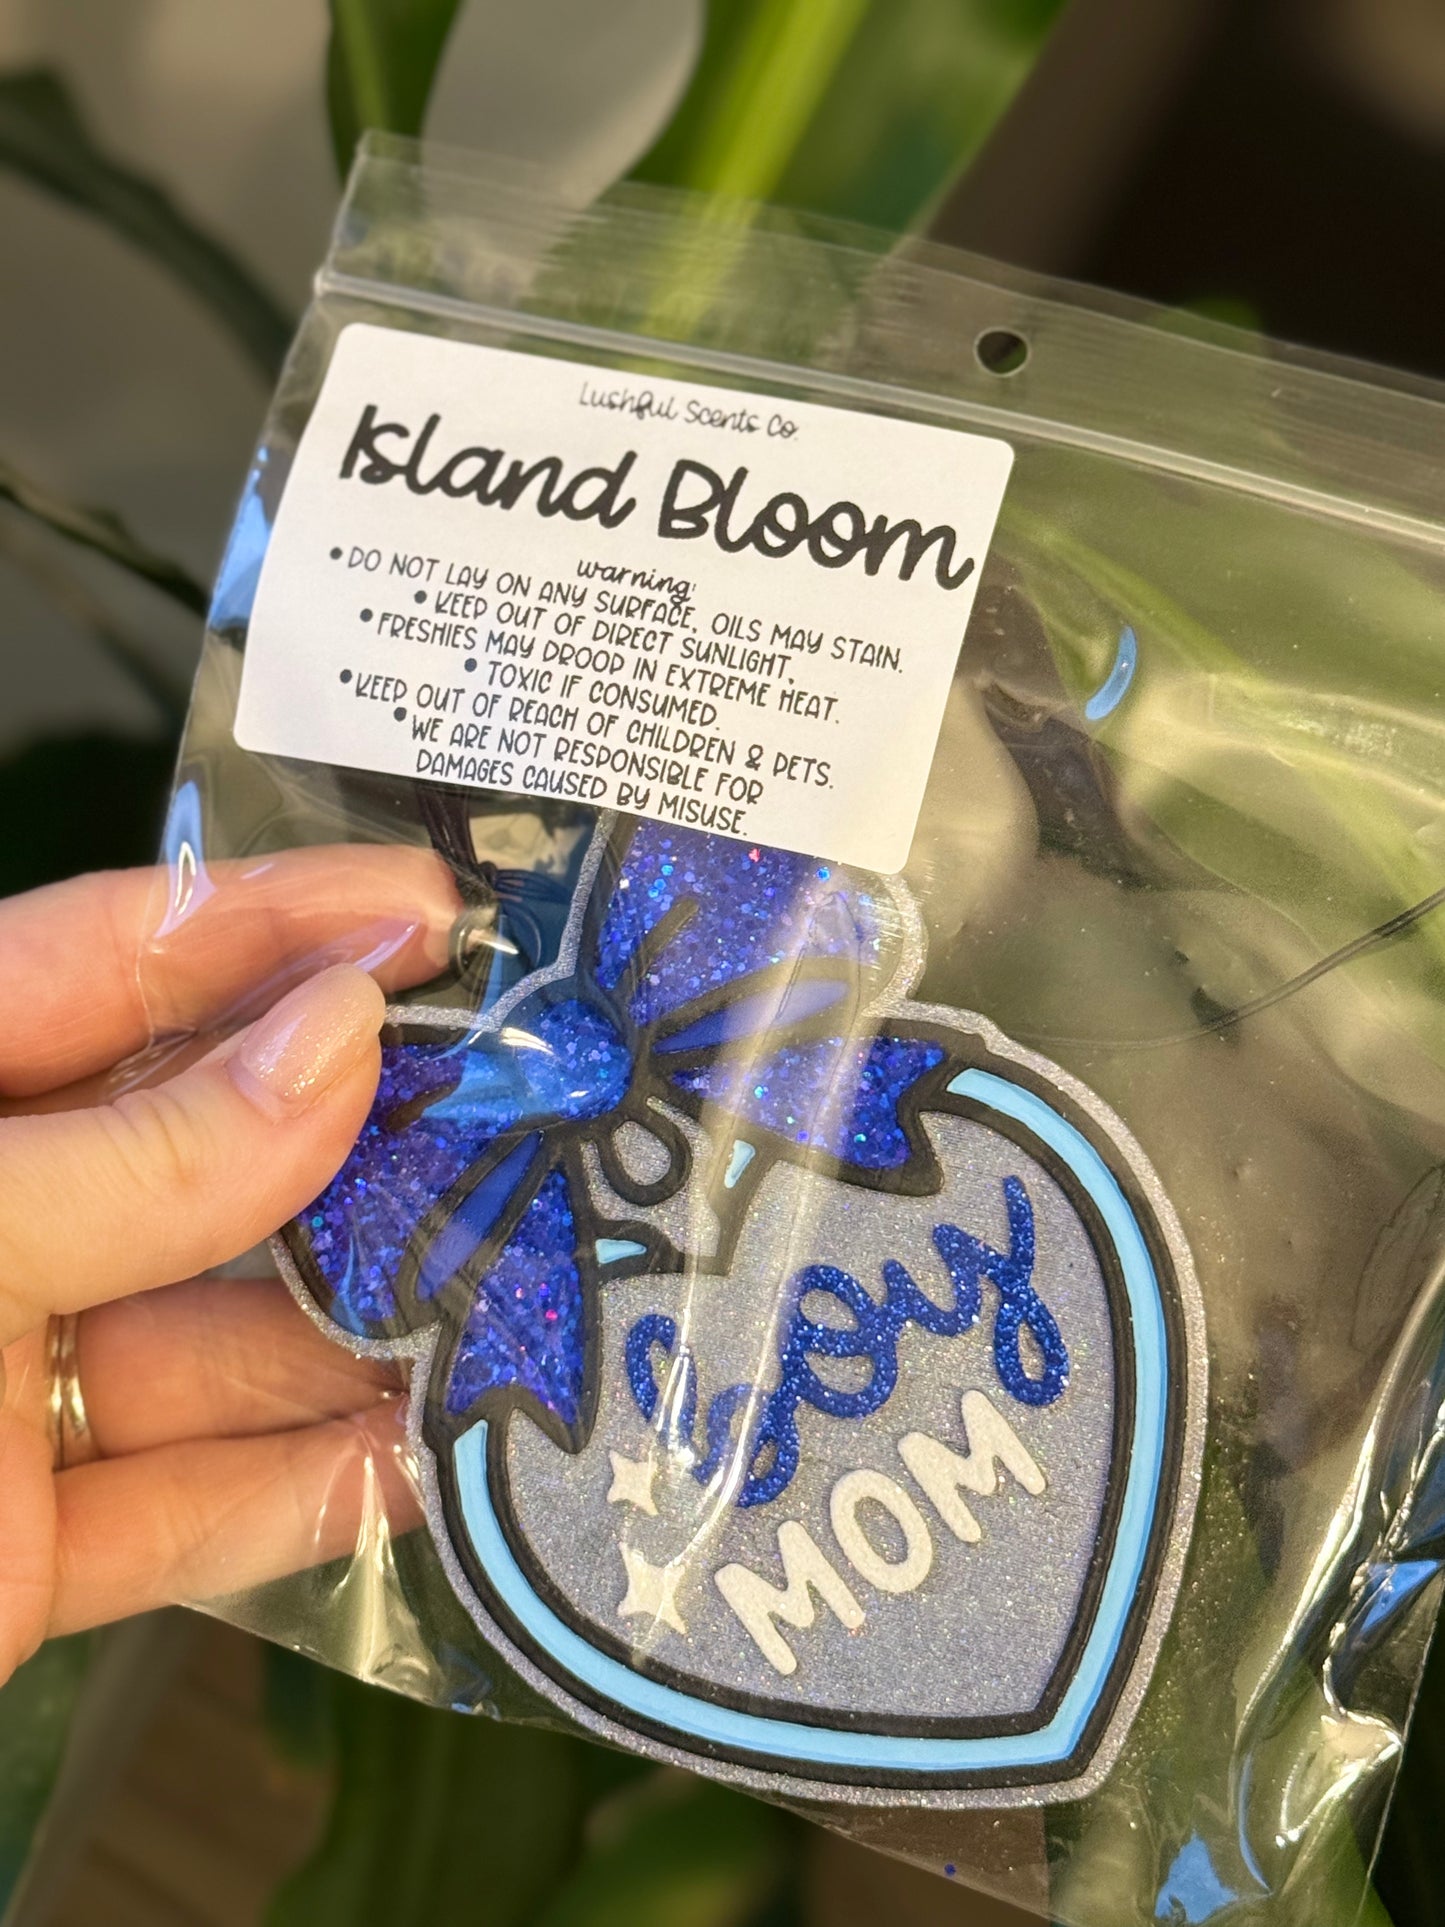 Lushful Scents Co.
Island Bloom
warning:
• DO NOT LAY ON ANY SURFACE, OILS MAY STAIN.
• KEEP OUT OF DIRECT SUNLIGHT,
• FRESHIES MAY DROOP IN EXTREME HEAT.
• TOXIC IF CONSUMED.
• KEEP OUT OF REACH OF CHILDREN & PETS.
• WE ARE NOT RESPONSIBLE FOR
DAMAGES CAUSED BY MISUSE.
Boy
MOM